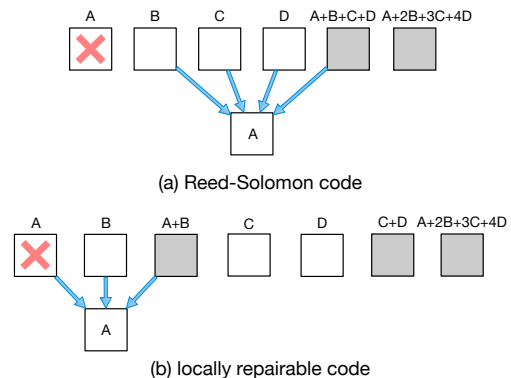 A B C D A+B+C+D A+2B+3C+4D
A
(a) Reed-Solomon code
A B A+B C D C+D A+2B+3C+4D
A
(b) locally repairable code